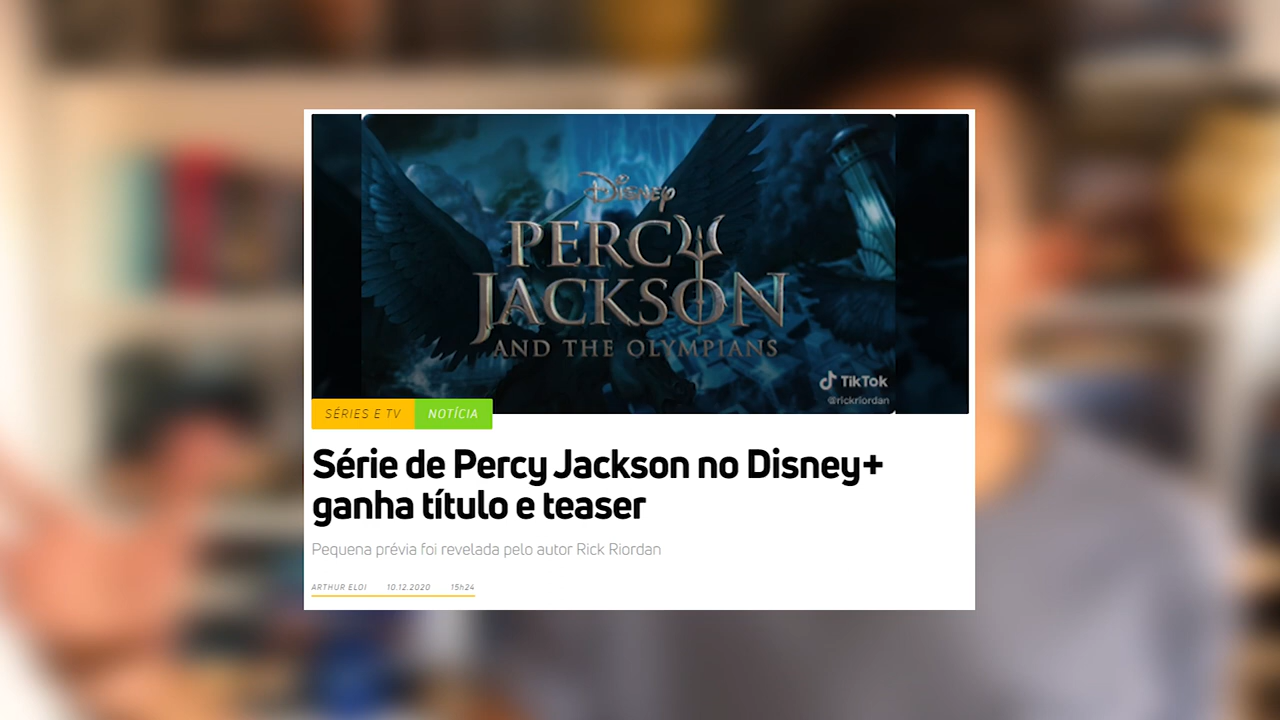 Disney
PERCY
JACKSON
AND THE OLYMPIANS
TikTok
@rickriordan
SÉRIES E TV NOTÍCIA
Série de Percy Jackson no Disney+
ganha título e teaser
Pequena prévia foi revelada pelo autor Rick Riordan
ARTHUR ELOI 10.12.2020 15h24